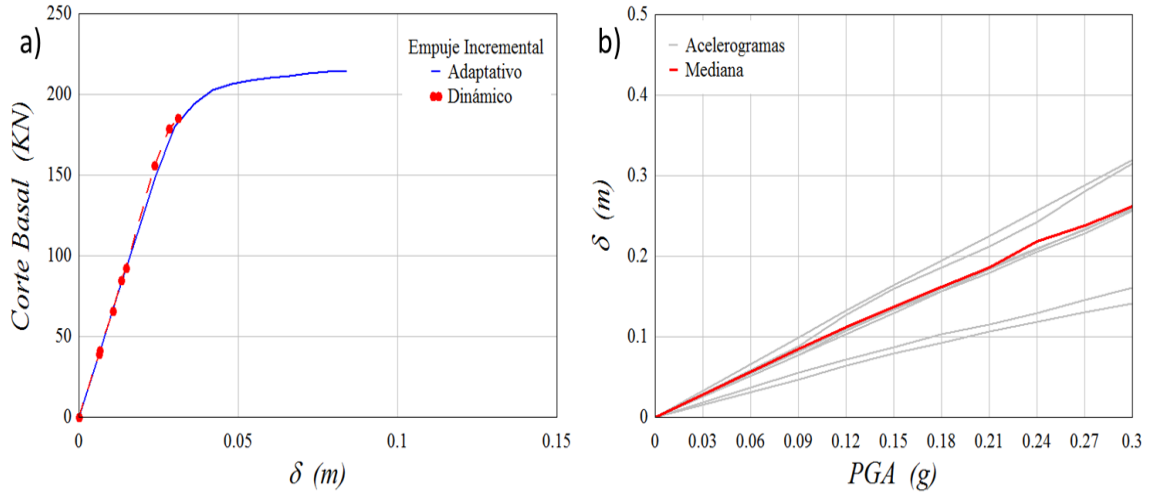 a)
250
200
150
100
50
0
Corte Basal (KN)
Empuje Incremental
Adaptativo
Dinámico
0 0.05 0.1 0.15
δ (m)
b)
0.5
0.4
0.3
0.2
0.1
0
δ (m)
Acelerogramas
Mediana
0 0.03 0.06 0.09 0.12 0.15 0.18 0.21 0.24 0.27 0.3
PGA (g)